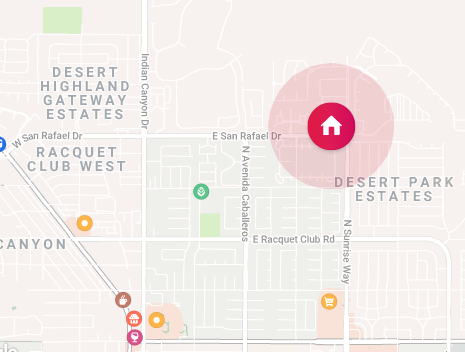 DESERT
HIGHLAND
GATEWAY
ESTATES
Indian Canyon Dr
W San Rafael Dr
E San Rafael Dr
RACQUET
CLUB WEST
N Avenida Caballeros
DESERT PARK
ESTATES
N Sunrise Way
CANYON
E Racquet Club Rd